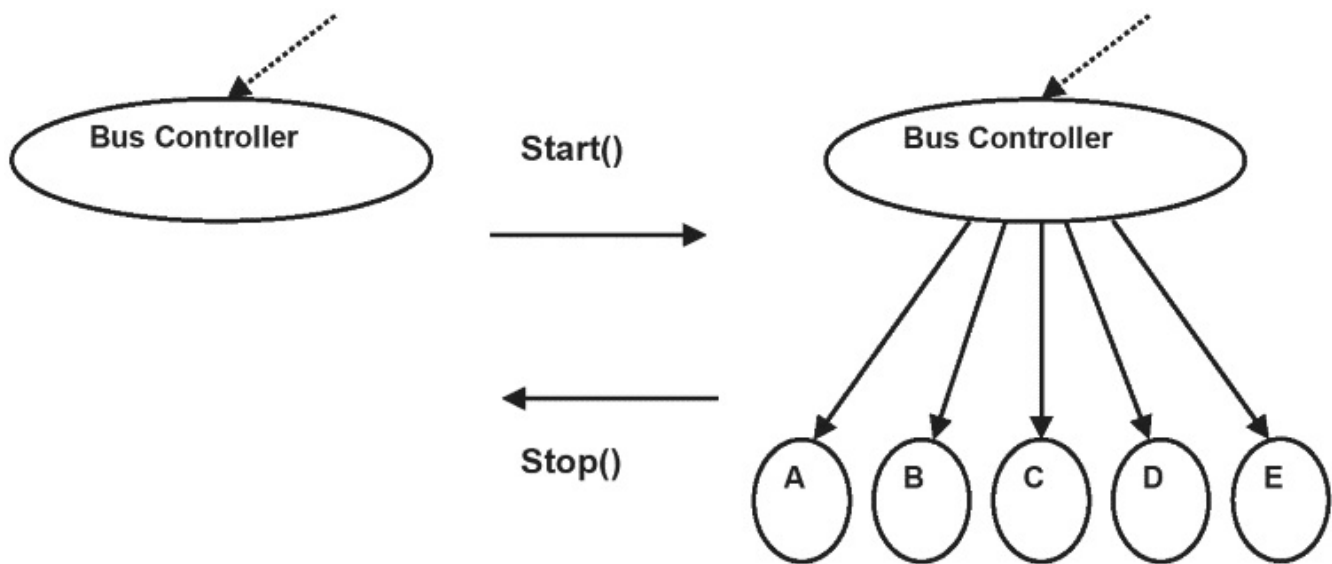 Bus Controller
Start()
Bus Controller
Stop()
A
B
C
D
E